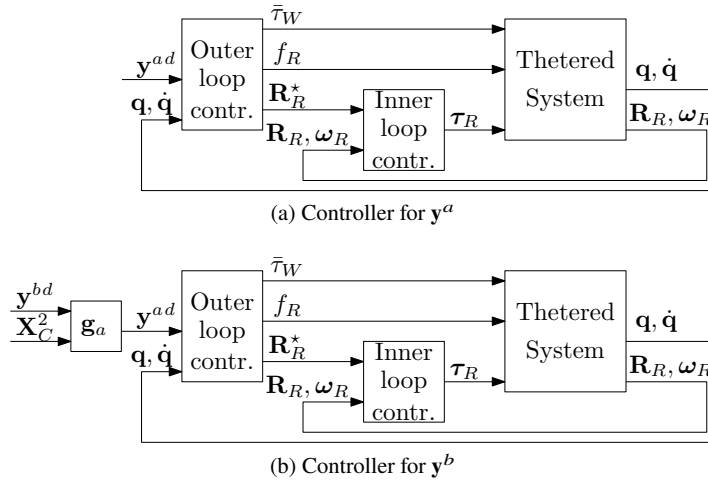 τ̄_W
Outer
loop
contr.
y^{ad}
q, q̇
f_R
R_R^⋆
R_R, ω_R
Inner
loop
contr.
τ_R
Thetered
System
q, q̇
R_R, ω_R
(a) Controller for y^a
y^{bd}
X_C^2
g_a
y^{ad}
q, q̇
Outer
loop
contr.
τ̄_W
f_R
R_R^⋆
R_R, ω_R
Inner
loop
contr.
τ_R
Thetered
System
q, q̇
R_R, ω_R
(b) Controller for y^b